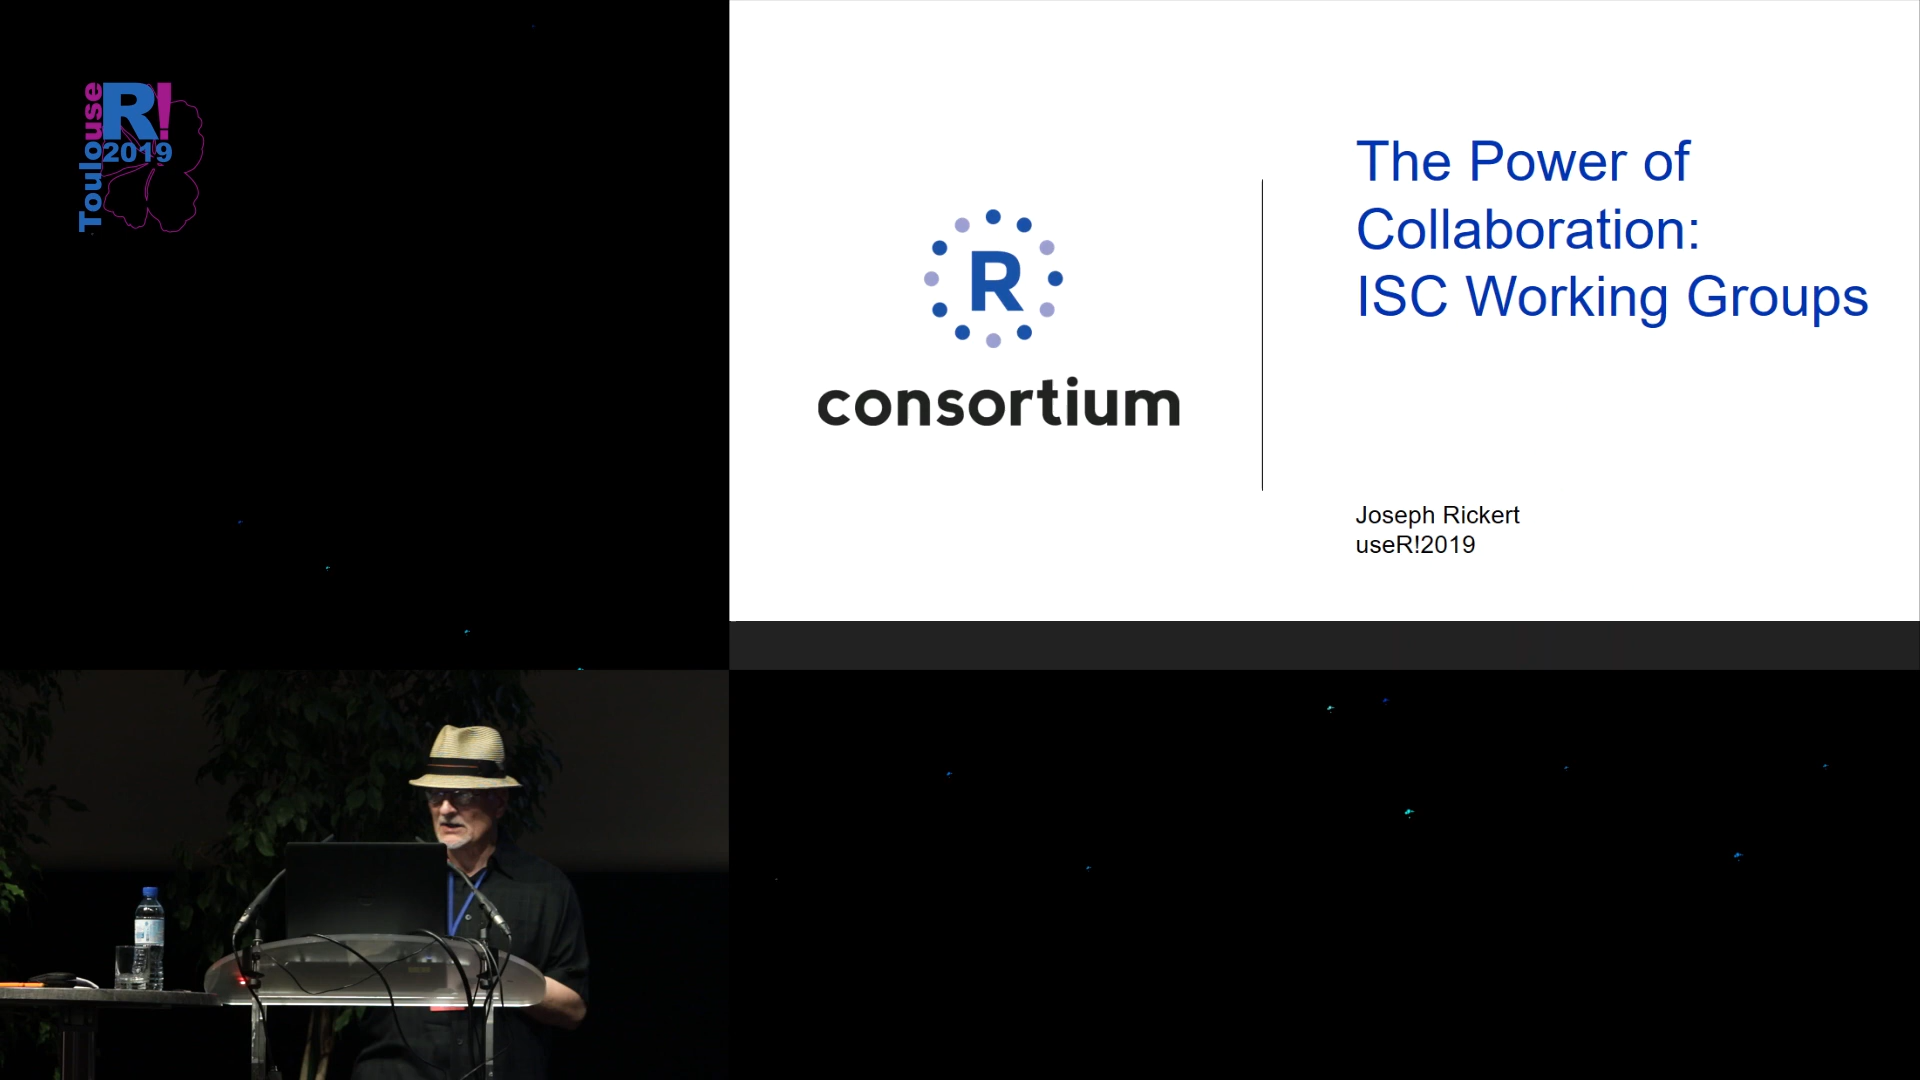 Toulouse
R!
2019
R
consortium
The Power of
Collaboration:
ISC Working Groups
Joseph Rickert
useR!2019